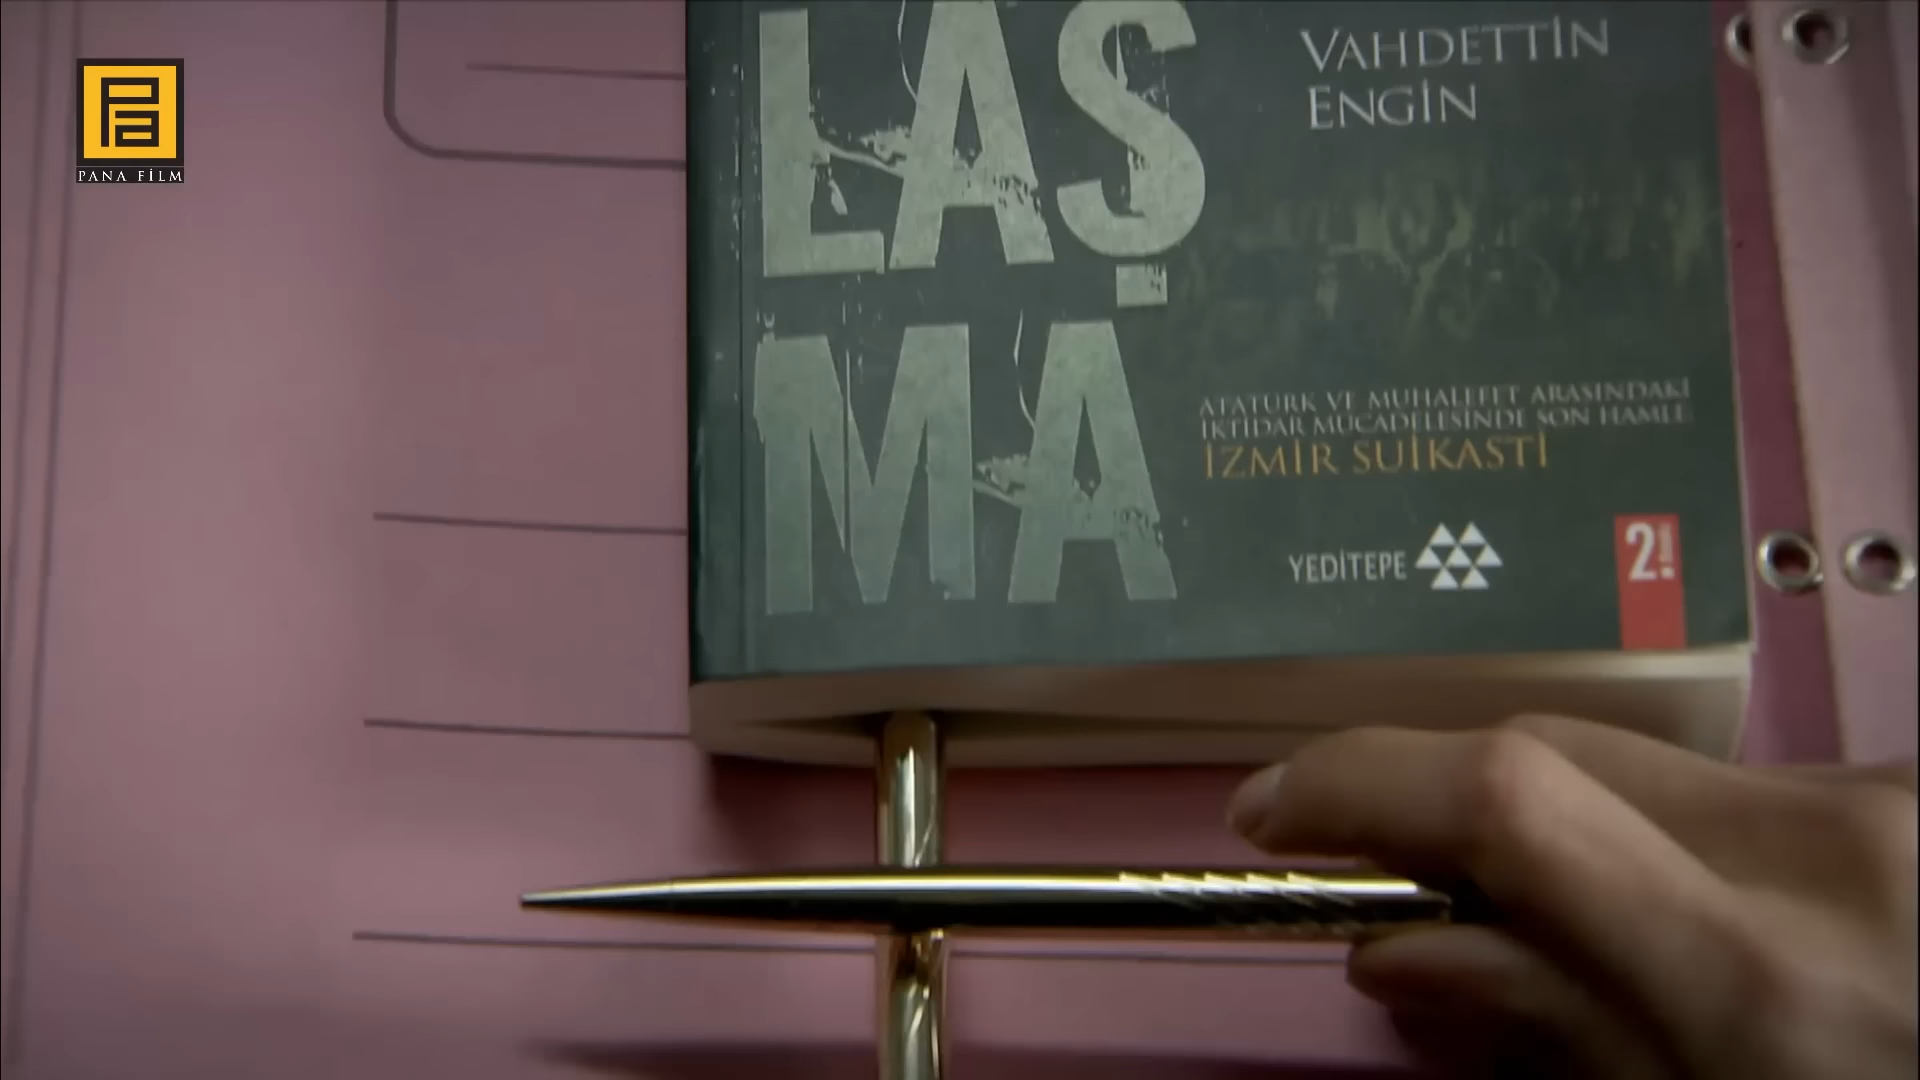 PANA FİLM
LAŞ
MA
VAHDETTİN
ENGİN
ATATÜRK VE MUHALEFET ARASINDAKİ
İKTİDAR MÜCADELESİNDE SON HAMLE
İZMİR SUİKASTİ
YEDİTEPE
2.